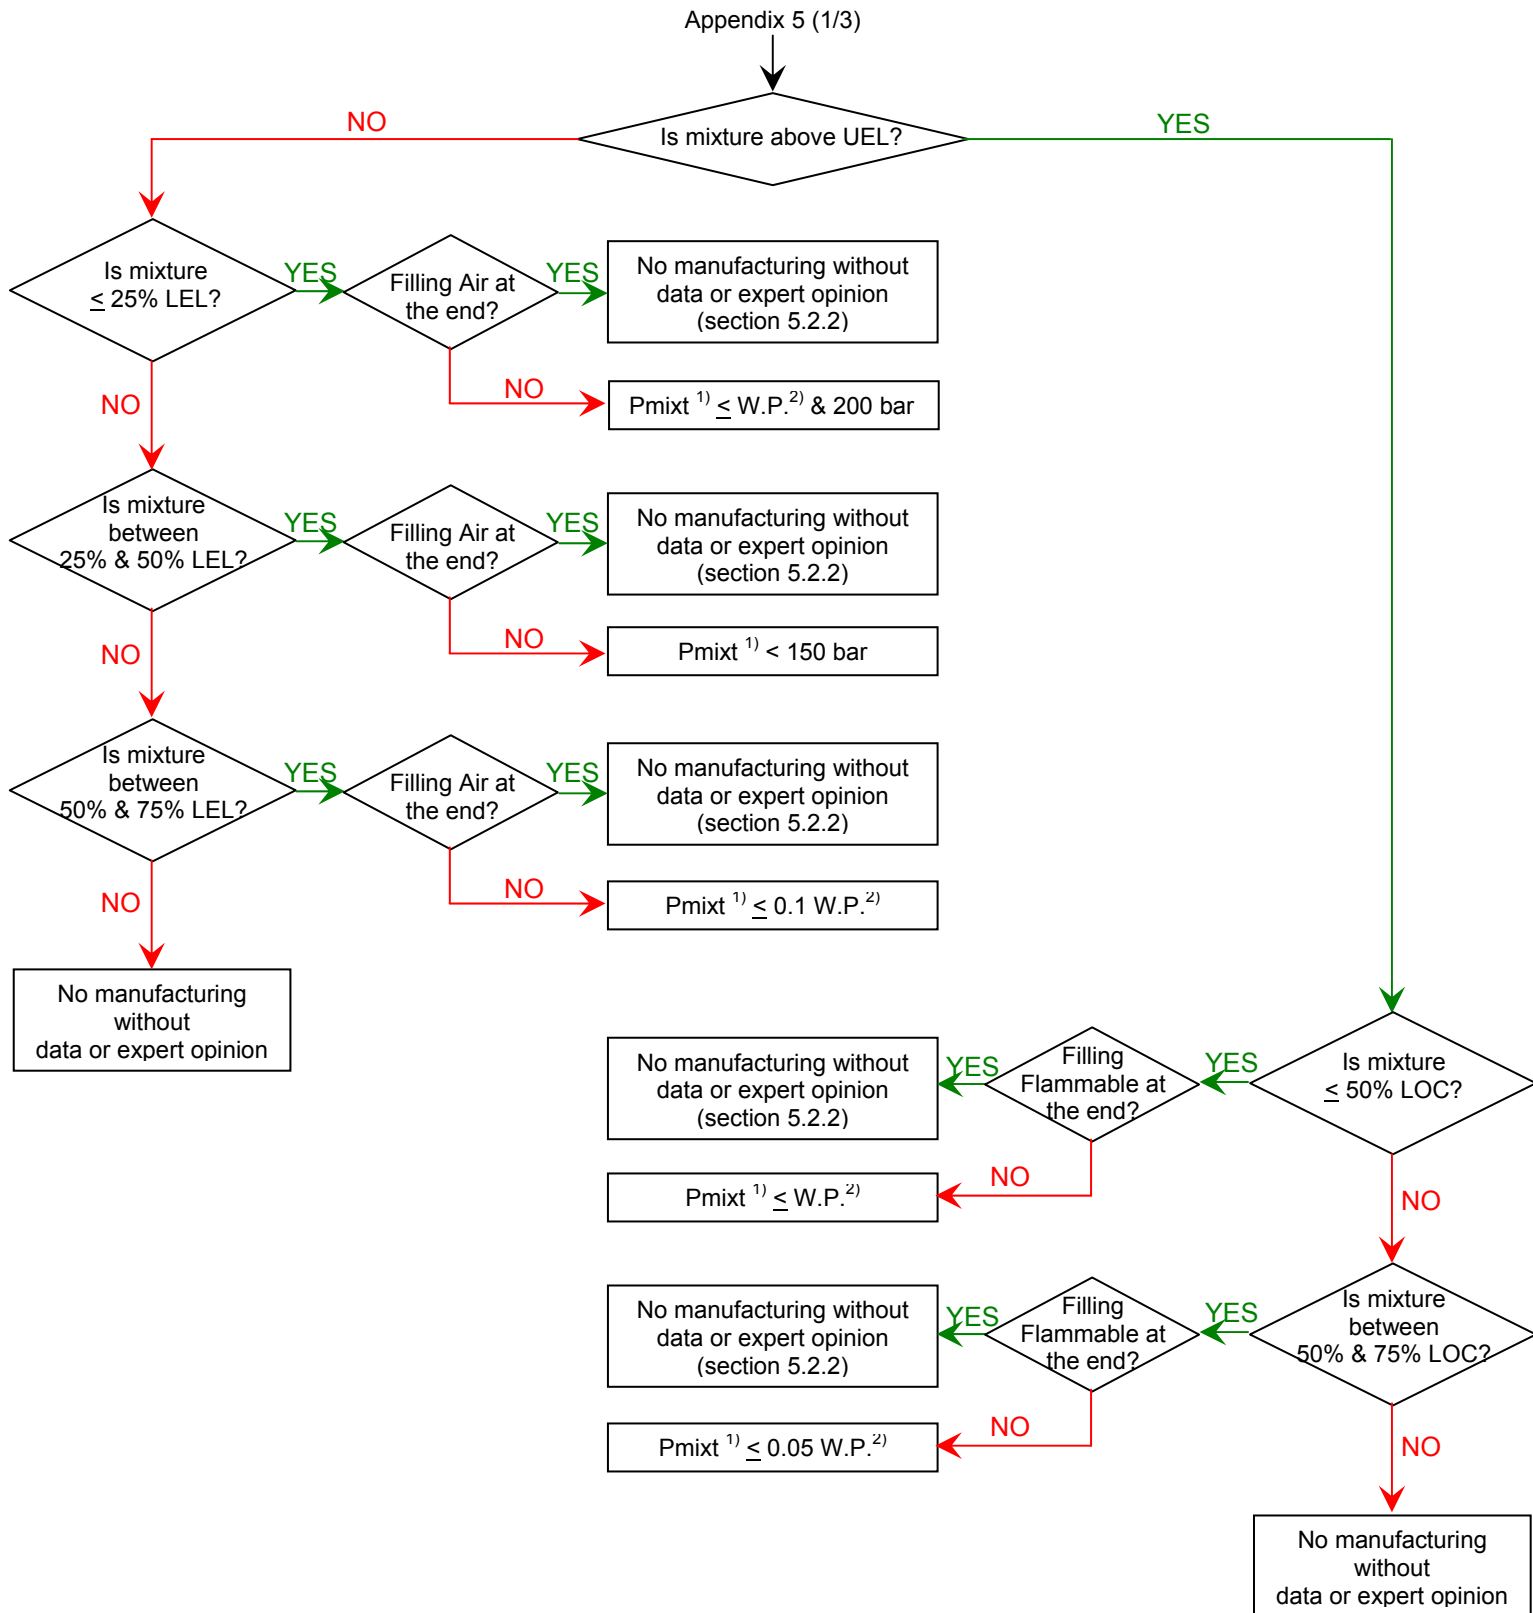 Appendix 5 (1/3)
Is mixture above UEL?
NO
YES
Is mixture
≤ 25% LEL?
YES
Filling Air at
the end?
YES
No manufacturing without
data or expert opinion
(section 5.2.2)
NO
Pmixt 1) ≤ W.P.2) & 200 bar
NO
Is mixture
between
25% & 50% LEL?
YES
Filling Air at
the end?
YES
No manufacturing without
data or expert opinion
(section 5.2.2)
NO
Pmixt 1) < 150 bar
NO
Is mixture
between
50% & 75% LEL?
YES
Filling Air at
the end?
YES
No manufacturing without
data or expert opinion
(section 5.2.2)
NO
Pmixt 1) ≤ 0.1 W.P.2)
NO
No manufacturing
without
data or expert opinion
Is mixture
≤ 50% LOC?
YES
Filling
Flammable at
the end?
YES
No manufacturing without
data or expert opinion
(section 5.2.2)
NO
Pmixt 1) ≤ W.P.2)
NO
Is mixture
between
50% & 75% LOC?
YES
Filling
Flammable at
the end?
YES
No manufacturing without
data or expert opinion
(section 5.2.2)
NO
Pmixt 1) ≤ 0.05 W.P.2)
NO
No manufacturing
without
data or expert opinion